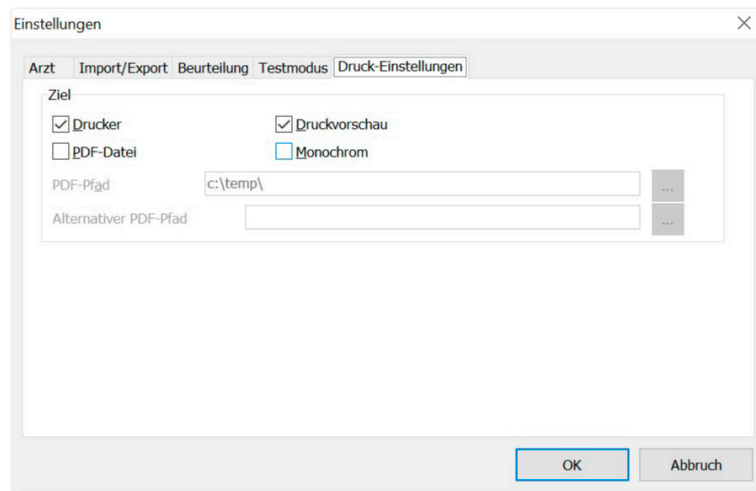 Einstellungen
Arzt Import/Export Beurteilung Testmodus Druck-Einstellungen
Ziel
Drucker Druckvorschau
PDF-Datei Monochrom
PDF-Pfad c:\temp\ ...
Alternativer PDF-Pfad ...
OK Abbruch